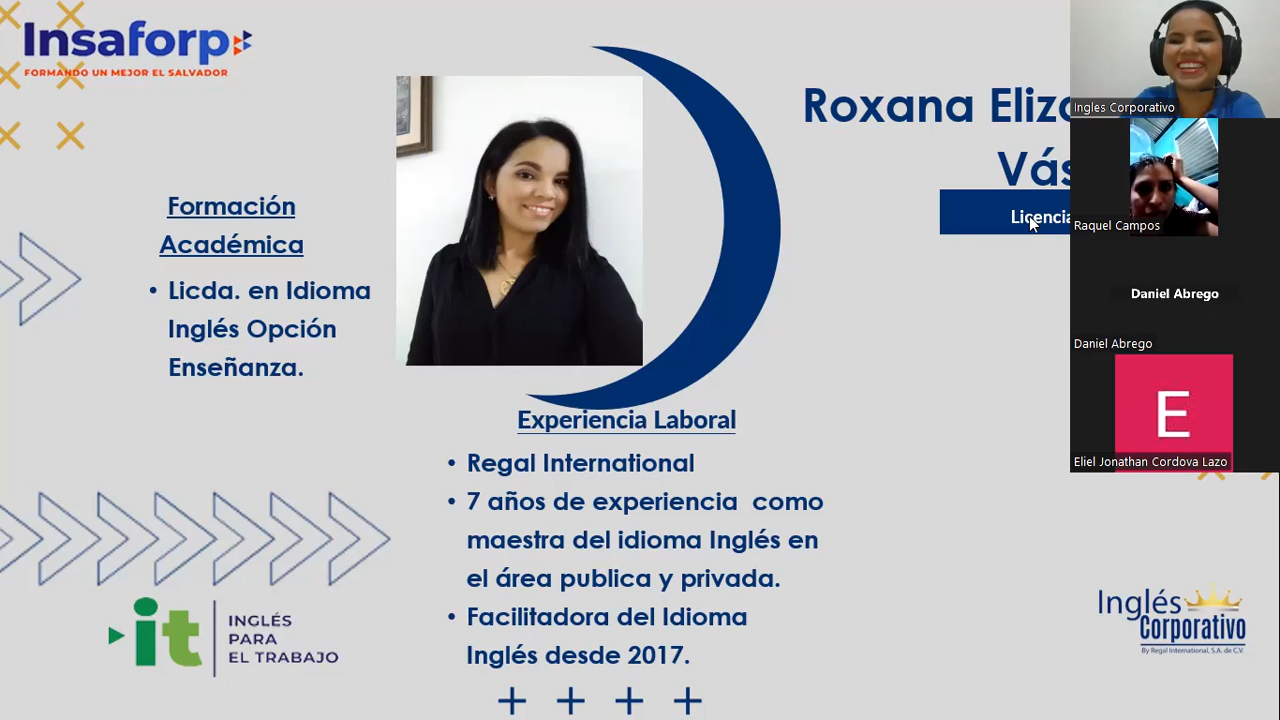 Insaforp
FORMANDO UN MEJOR EL SALVADOR
Roxana Eliza
Vás
Licencia
Formación
Académica
• Licda. en Idioma
Inglés Opción
Enseñanza.
Experiencia Laboral
• Regal International
• 7 años de experiencia como
maestra del idioma Inglés en
el área publica y privada.
• Facilitadora del Idioma
Inglés desde 2017.
it
INGLÉS
PARA
EL TRABAJO
Inglés
Corporativo
By Regal International, S.A. de C.V.
Ingles Corporativo
Raquel Campos
Daniel Abrego
Daniel Abrego
E
Eliel Jonathan Cordova Lazo